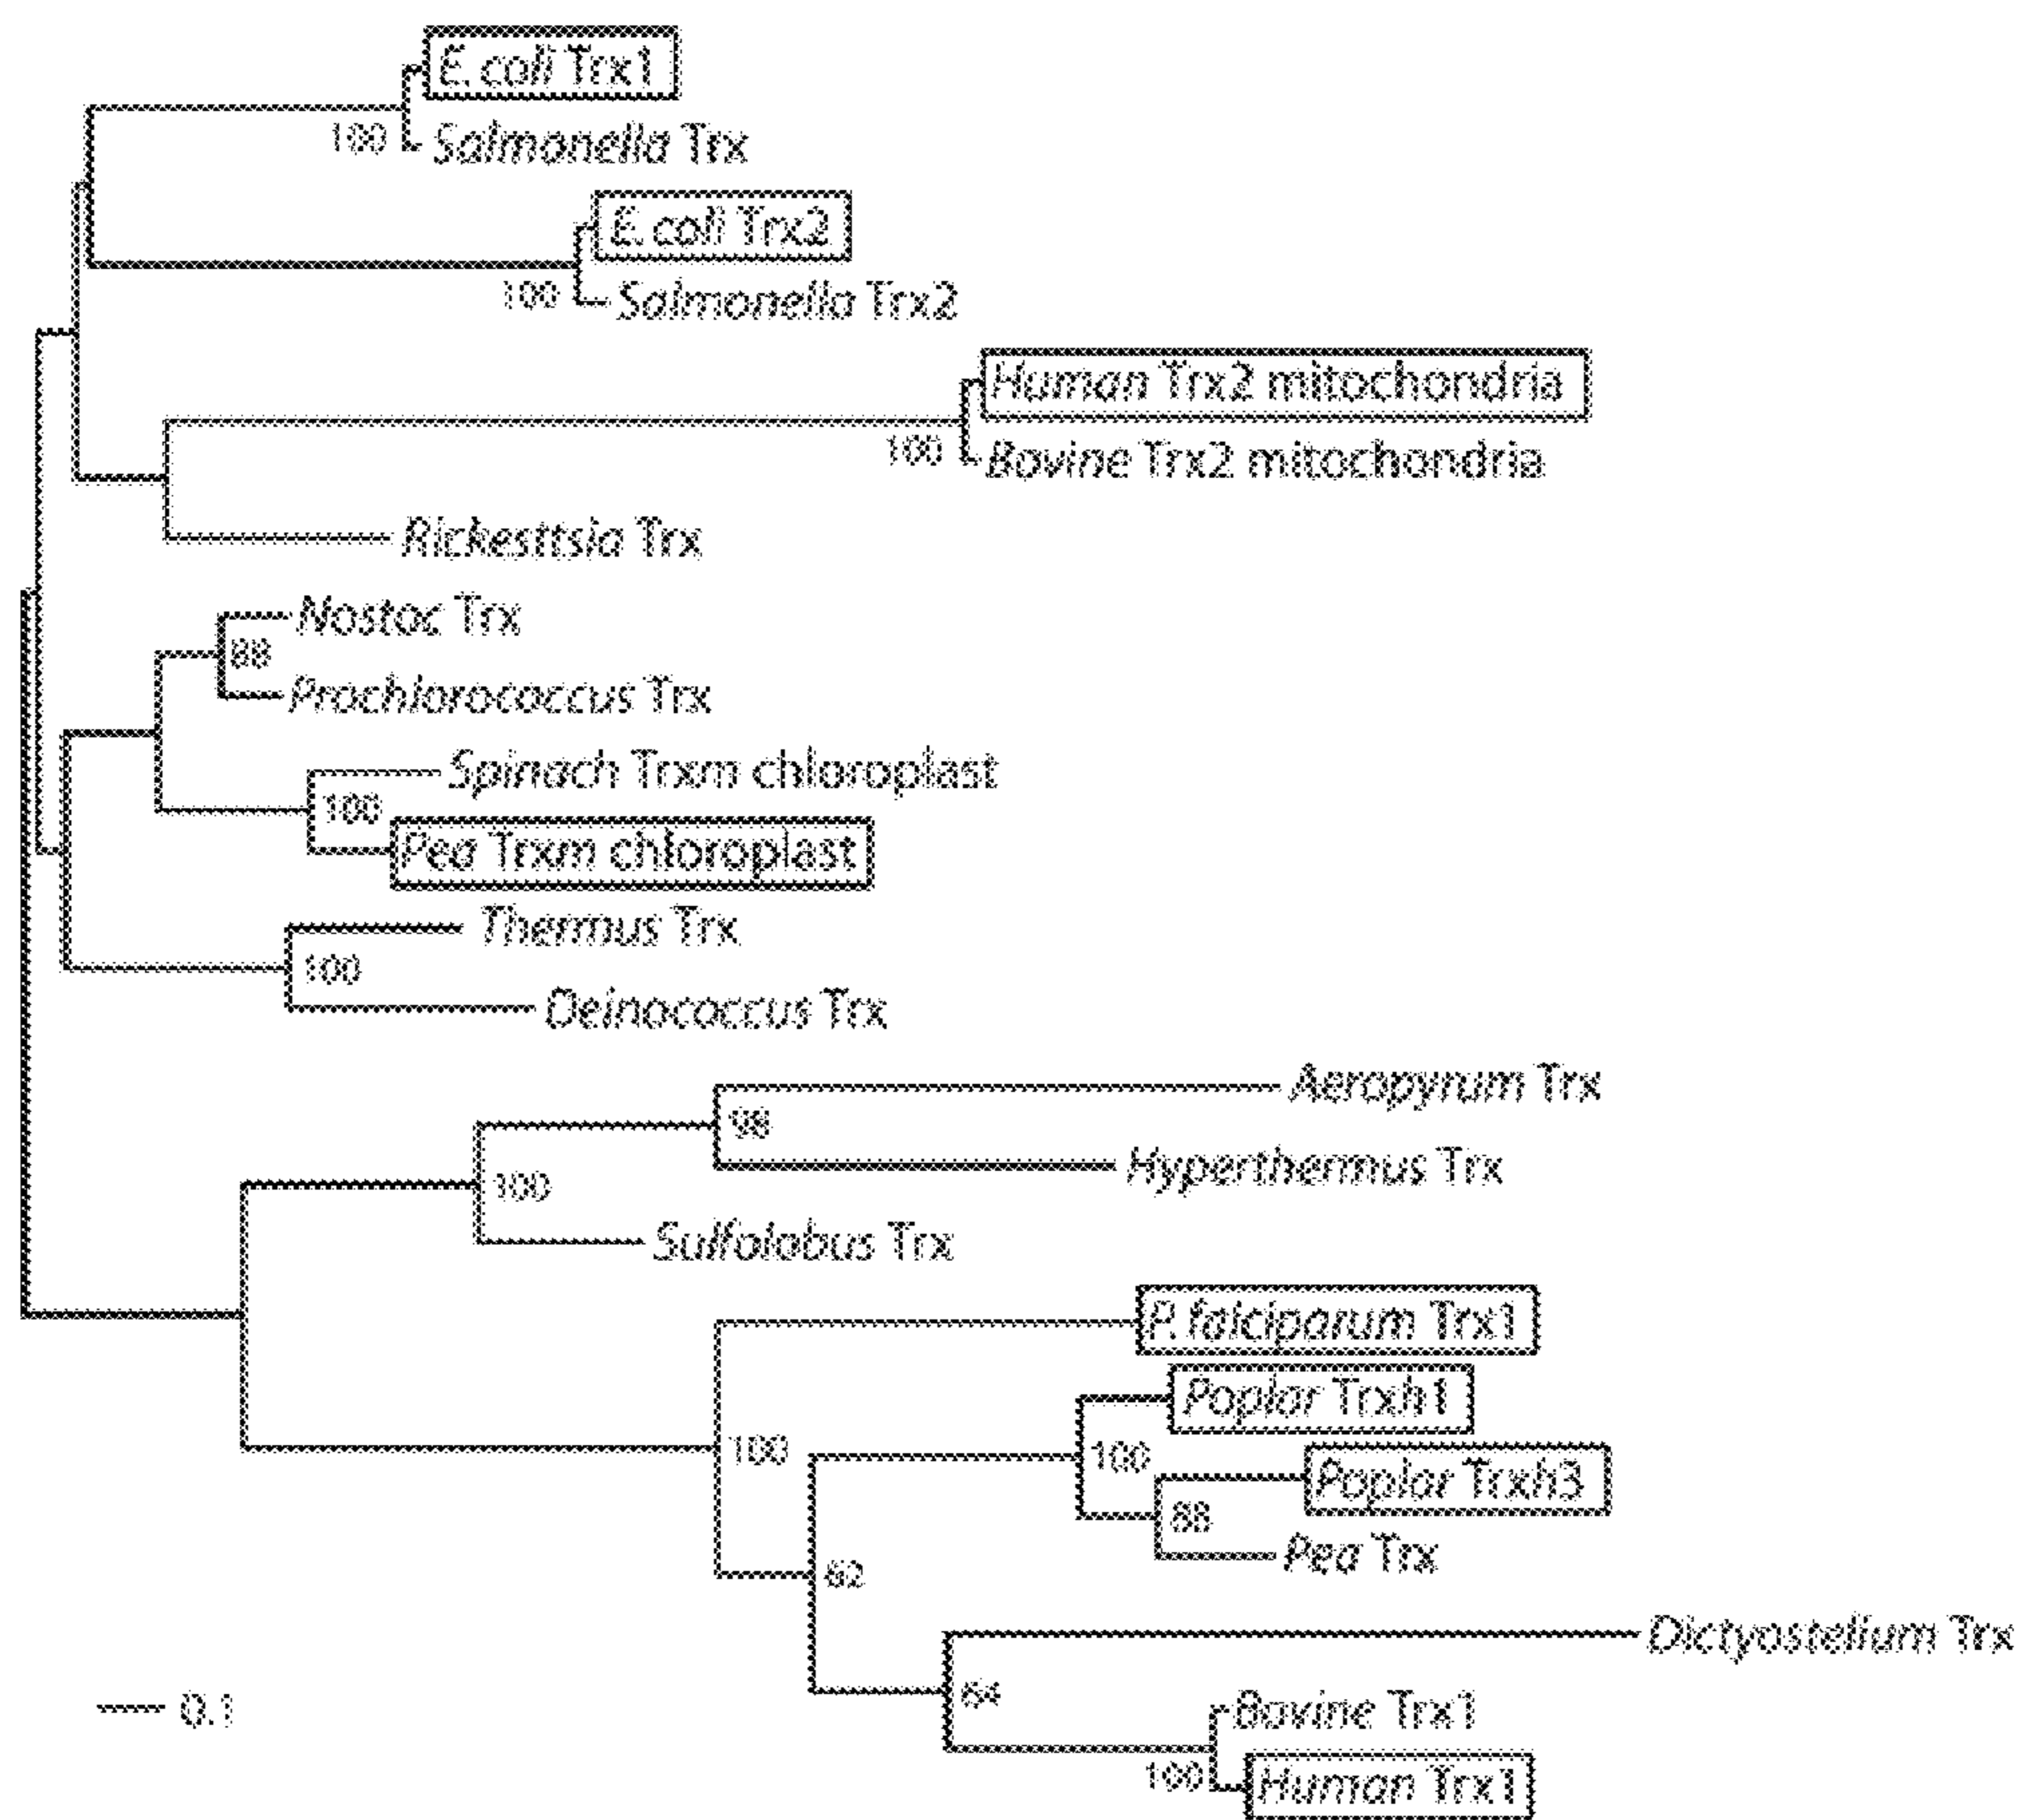 E. coli Trx1
100
Salmonella Trx
E. coli Trx2
100
Salmonella Trx2
Human Trx2 mitochondria
100
Bovine Trx2 mitochondria
Rickesttsia Trx
Nostoc Trx
88
Prochlorococcus Trx
Spinach Trxm chloroplast
100
Pea Trxm chloroplast
Thermus Trx
100
Deinococcus Trx
Aeropyrum Trx
98
Hyperthermus Trx
100
Sulfolobus Trx
P. falciparum Trx1
Poplar Trxh1
100
100
Poplar Trxh3
88
Pea Trx
62
Dictyostelium Trx
64
Bovine Trx1
0.1
100
Human Trx1